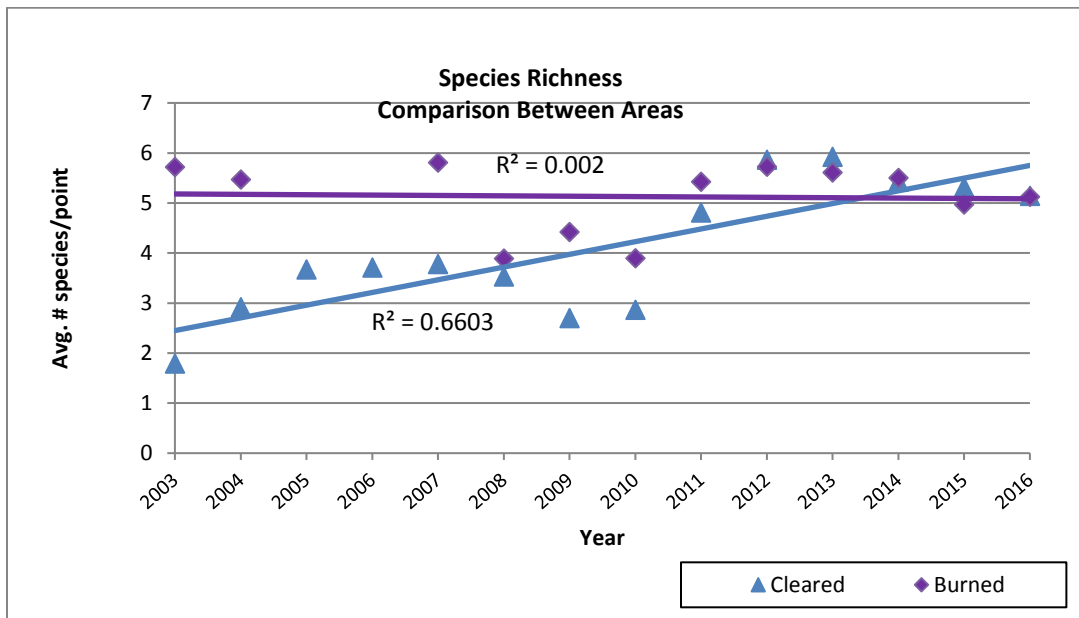 Species Richness
Comparison Between Areas
7
6
5
4
3
2
1
0
Avg. # species/point
R² = 0.002
R² = 0.6603
2003 2004 2005 2006 2007 2008 2009 2010 2011 2012 2013 2014 2015 2016
Year
Cleared Burned